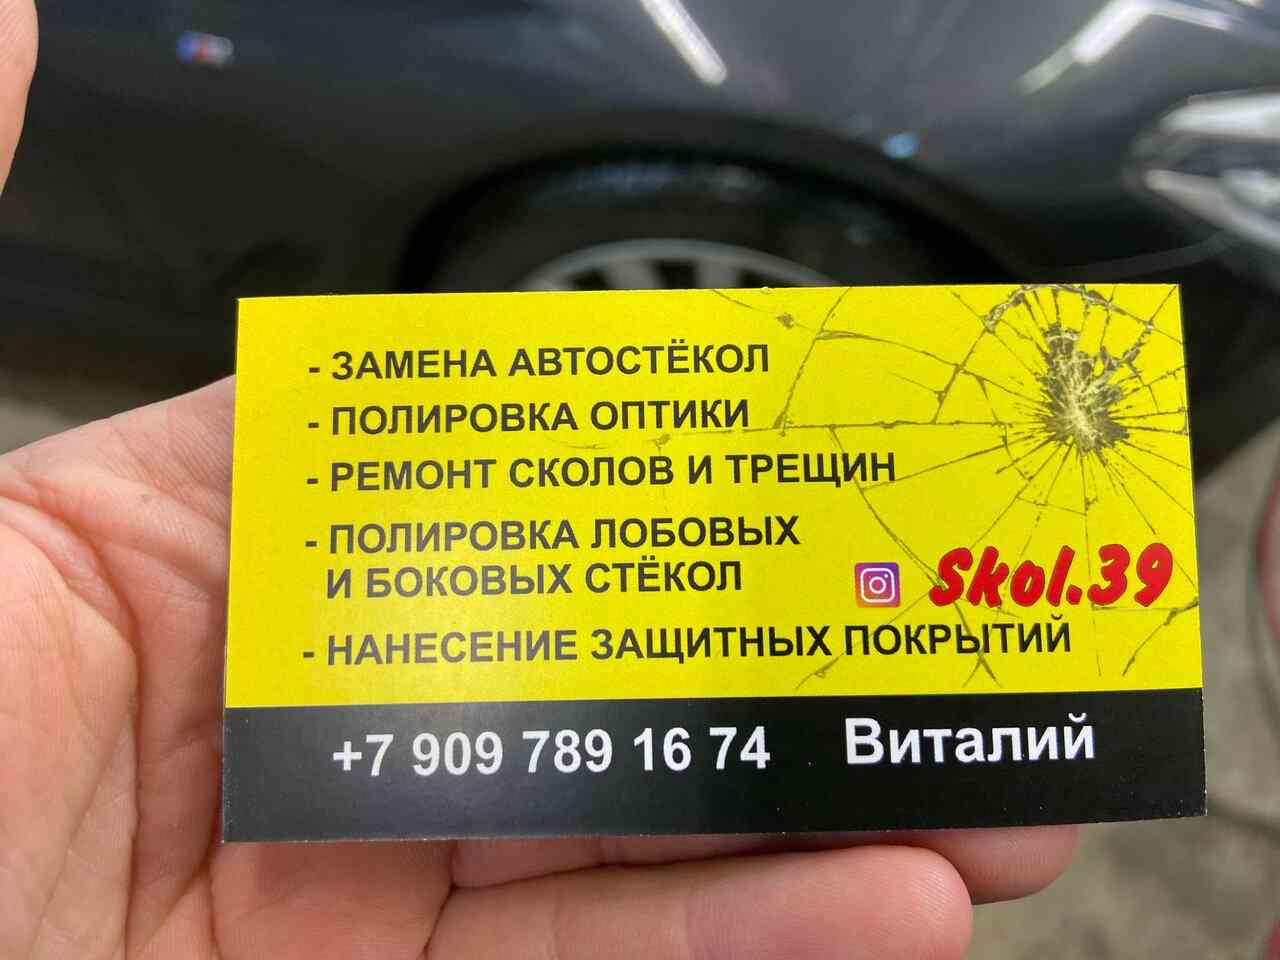 - ЗАМЕНА АВТОСТЁКОЛ
- ПОЛИРОВКА ОПТИКИ
- РЕМОНТ СКОЛОВ И ТРЕЩИН
- ПОЛИРОВКА ЛОБОВЫХ
И БОКОВЫХ СТЁКОЛ
Skol.39
- НАНЕСЕНИЕ ЗАЩИТНЫХ ПОКРЫТИЙ
+7 909 789 16 74 Виталий